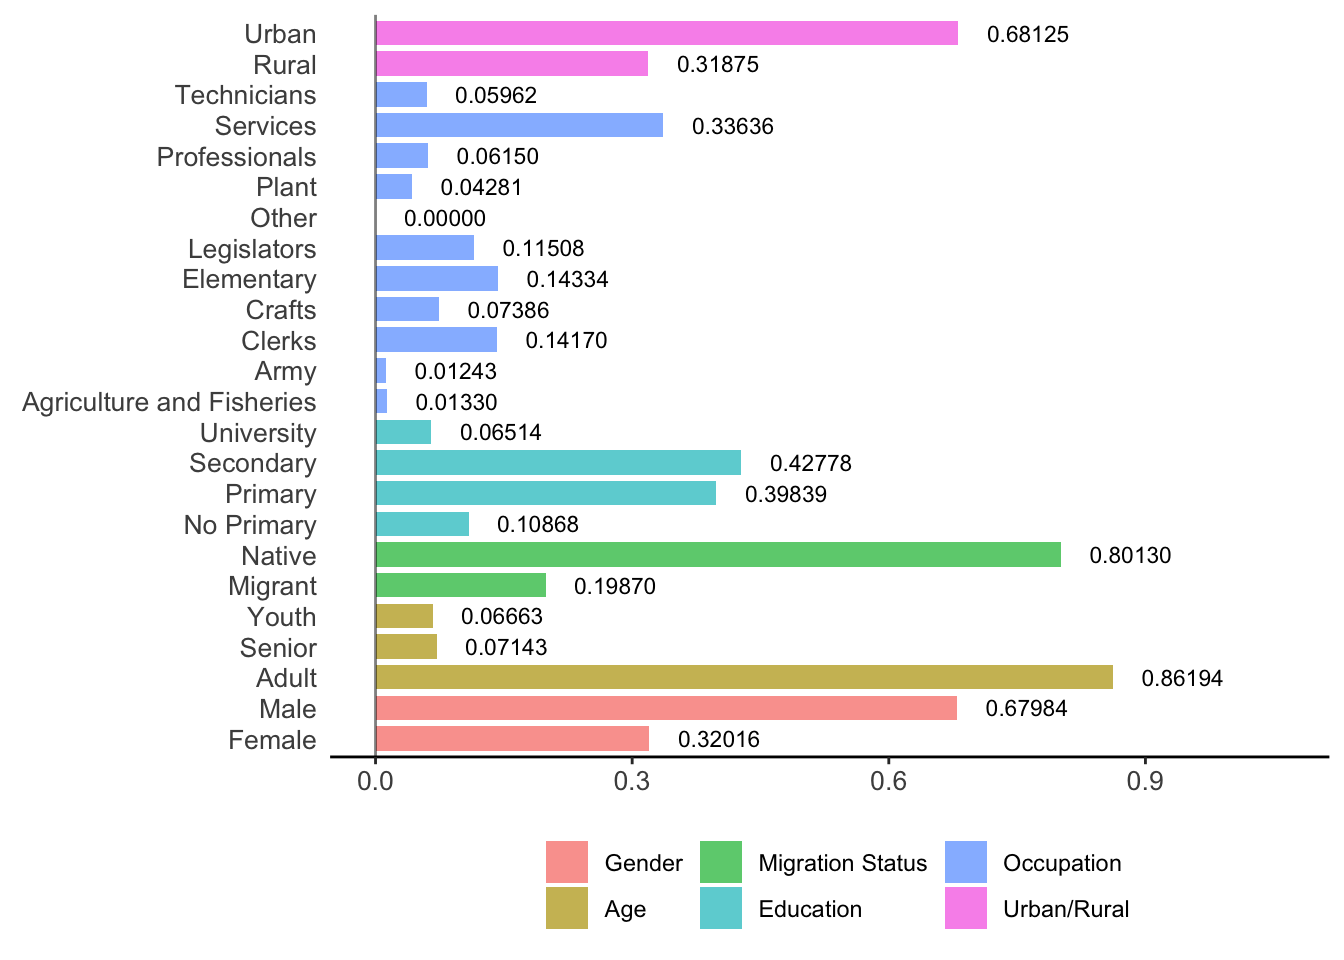 Urban 0.68125
Rural 0.31875
Technicians 0.05962
Services 0.33636
Professionals 0.06150
Plant 0.04281
Other 0.00000
Legislators 0.11508
Elementary 0.14334
Crafts 0.07386
Clerks 0.14170
Army 0.01243
Agriculture and Fisheries 0.01330
University 0.06514
Secondary 0.42778
Primary 0.39839
No Primary 0.10868
Native 0.80130
Migrant 0.19870
Youth 0.06663
Senior 0.07143
Adult 0.86194
Male 0.67984
Female 0.32016
0.0 0.3 0.6 0.9
Gender Migration Status Occupation
Age Education Urban/Rural